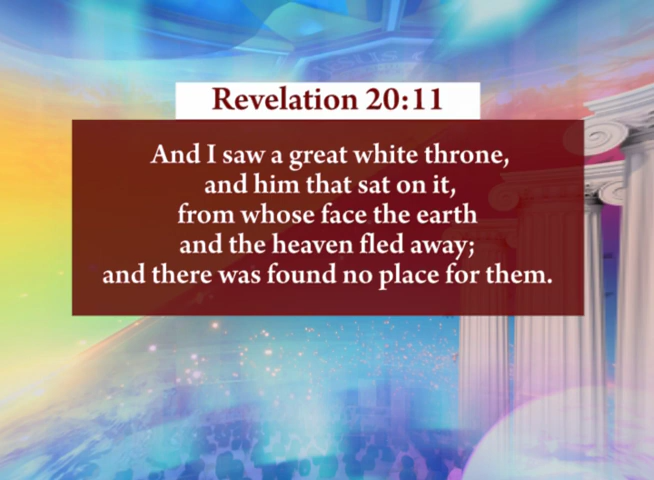 Revelation 20:11
And I saw a great white throne,
and him that sat on it,
from whose face the earth
and the heaven fled away;
and there was found no place for them.